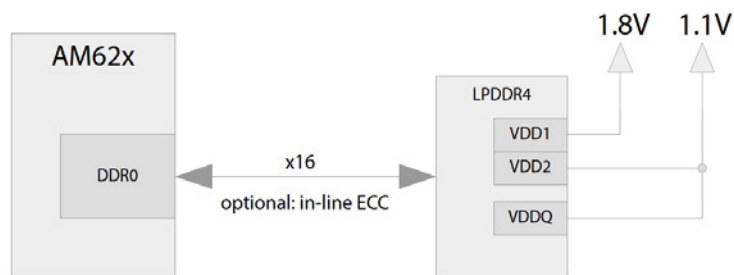 1.8V 1.1V
AM62x
LPDDR4
VDD1
DDR0
x16
VDD2
optional: in-line ECC
VDDQ